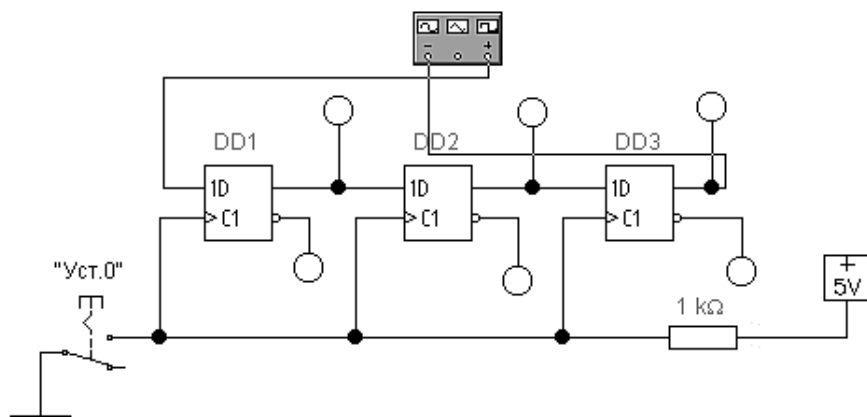 − +
DD1 DD2 DD3
1D 1D 1D
C1 C1 C1
"Уст.0"
+
5V
1 kΩ